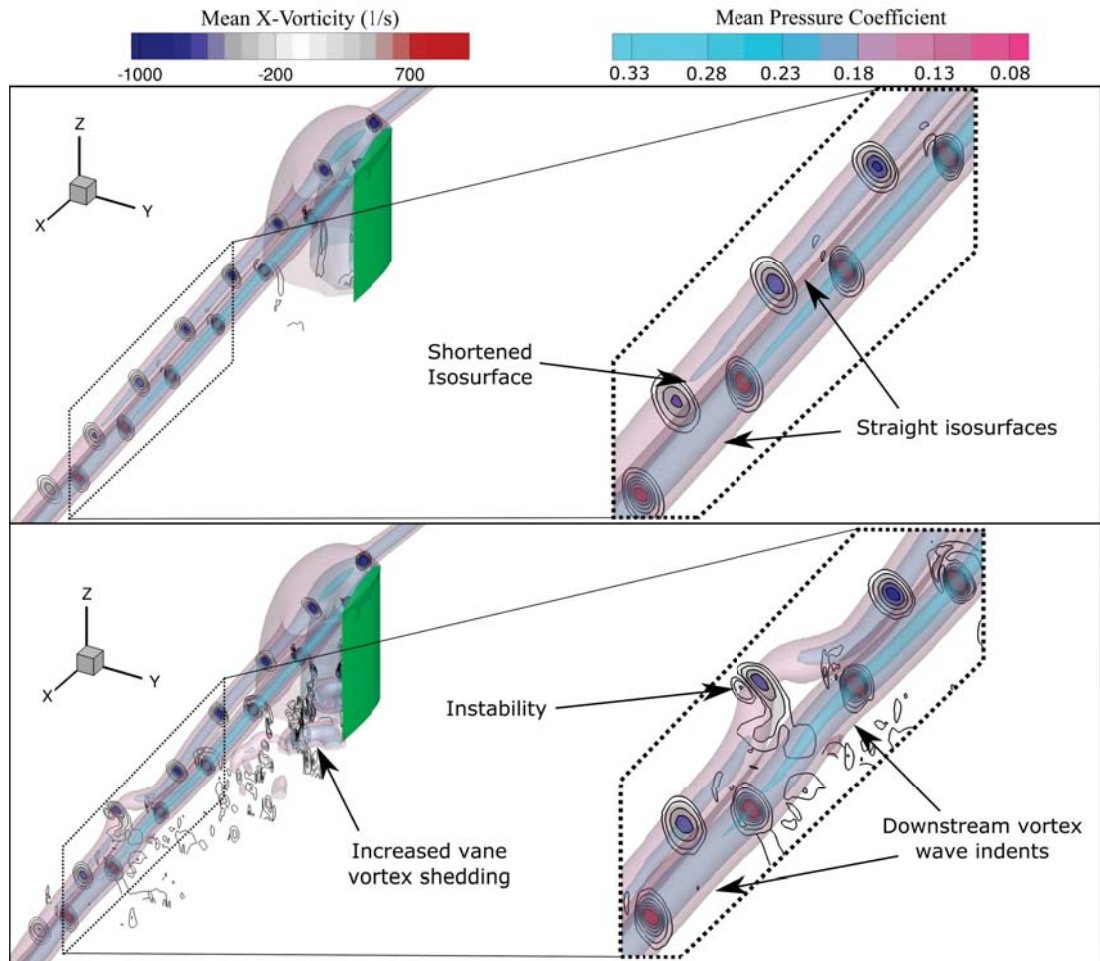 Mean X-Vorticity (1/s)
-1000 -200 700
Mean Pressure Coefficient
0.33 0.28 0.23 0.18 0.13 0.08
Z
X
Y
Shortened
Isosurface
Straight isosurfaces
Z
X
Y
Instability
Increased vane
vortex shedding
Downstream vortex
wave indents